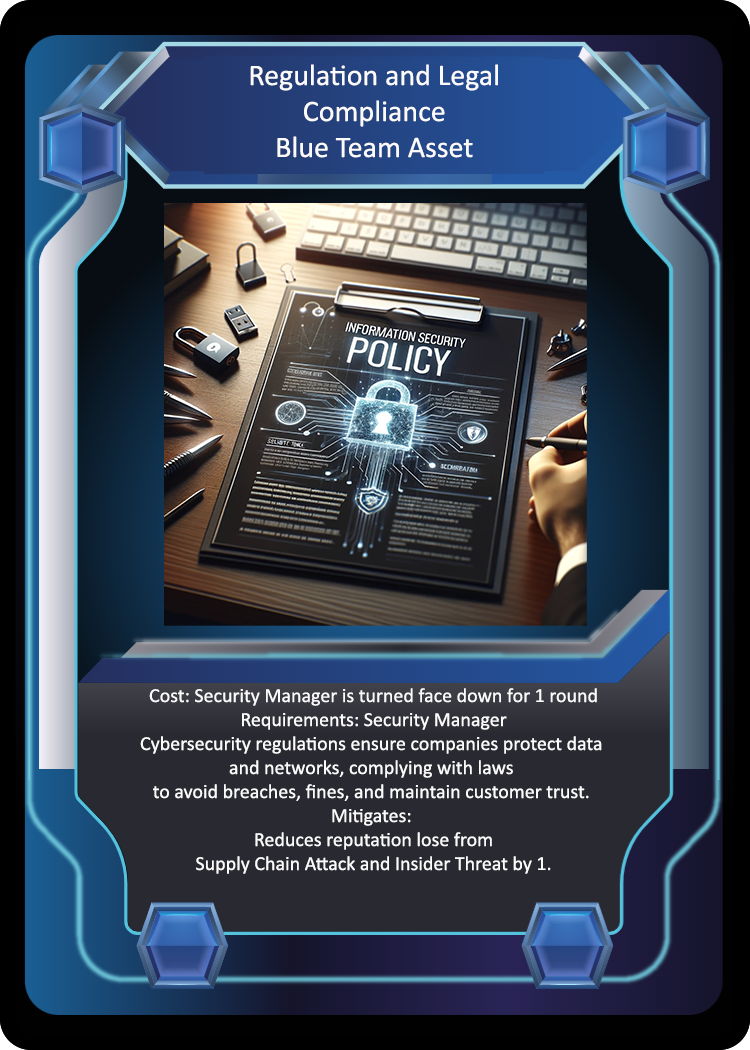 Regulation and Legal
Compliance
Blue Team Asset
INFORMATION SECURITY
POLICY
Cost: Security Manager is turned face down for 1 round
Requirements: Security Manager
Cybersecurity regulations ensure companies protect data
and networks, complying with laws
to avoid breaches, fines, and maintain customer trust.
Mitigates:
Reduces reputation lose from
Supply Chain Attack and Insider Threat by 1.